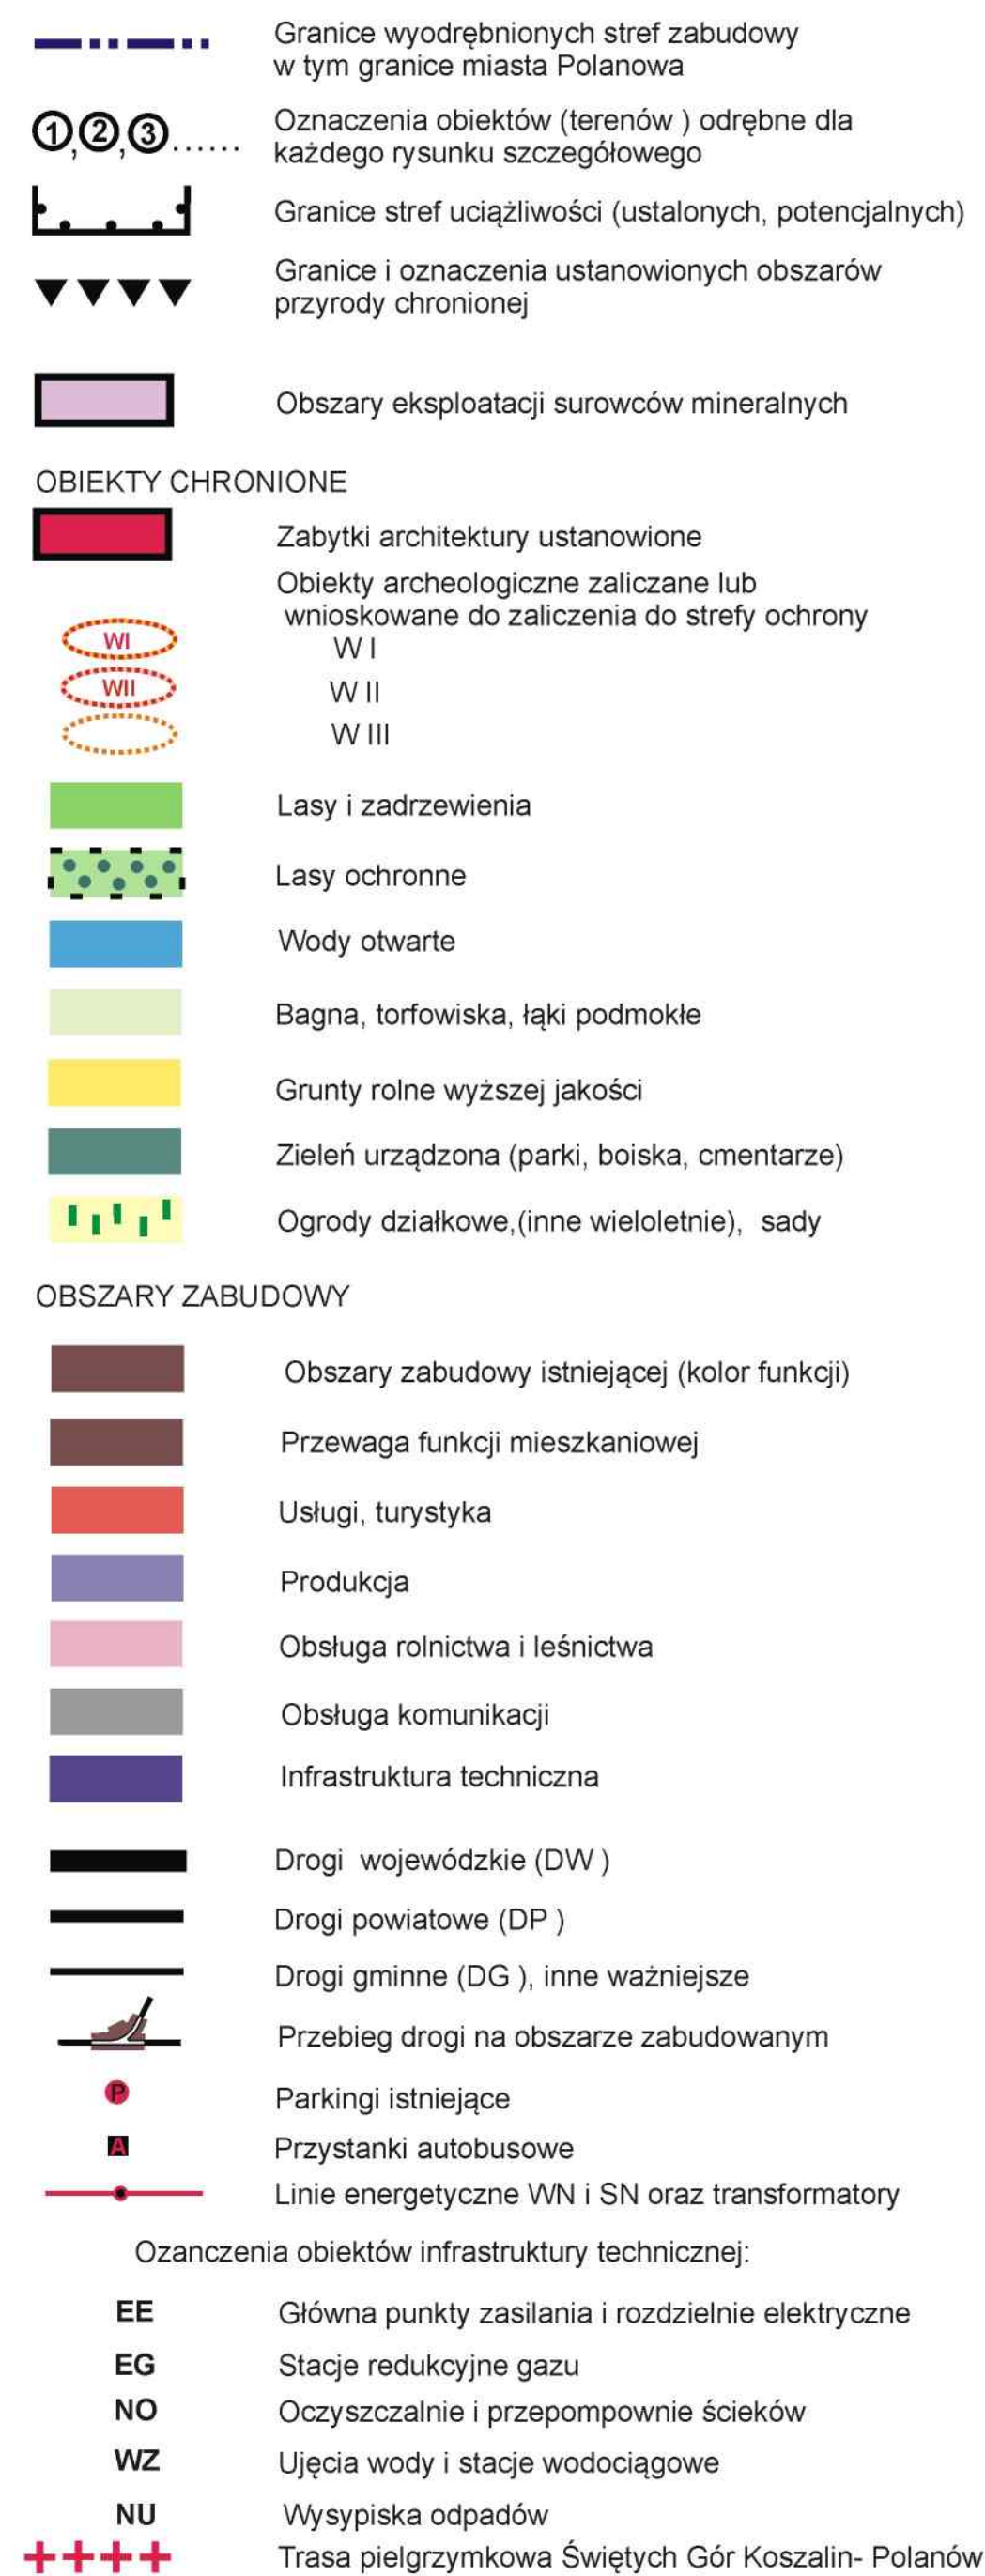 Granice wyodrębnionych stref zabudowy
w tym granice miasta Polanowa
1,2,3......
Oznaczenia obiektów (terenów ) odrębne dla
każdego rysunku szczegółowego
Granice stref uciążliwości (ustalonych, potencjalnych)
Granice i oznaczenia ustanowionych obszarów
przyrody chronionej
Obszary eksploatacji surowców mineralnych
OBIEKTY CHRONIONE
Zabytki architektury ustanowione
Obiekty archeologiczne zaliczane lub
wnioskowane do zaliczenia do strefy ochrony
WI W I
WII W II
W III
Lasy i zadrzewienia
Lasy ochronne
Wody otwarte
Bagna, torfowiska, łąki podmokłe
Grunty rolne wyższej jakości
Zieleń urządzona (parki, boiska, cmentarze)
Ogrody działkowe,(inne wieloletnie), sady
OBSZARY ZABUDOWY
Obszary zabudowy istniejącej (kolor funkcji)
Przewaga funkcji mieszkaniowej
Usługi, turystyka
Produkcja
Obsługa rolnictwa i leśnictwa
Obsługa komunikacji
Infrastruktura techniczna
Drogi wojewódzkie (DW )
Drogi powiatowe (DP )
Drogi gminne (DG ), inne ważniejsze
Przebieg drogi na obszarze zabudowanym
P Parkingi istniejące
A Przystanki autobusowe
Linie energetyczne WN i SN oraz transformatory
Ozanczenia obiektów infrastruktury technicznej:
EE Główna punkty zasilania i rozdzielnie elektryczne
EG Stacje redukcyjne gazu
NO Oczyszczalnie i przepompownie ścieków
WZ Ujęcia wody i stacje wodociągowe
NU Wysypiska odpadów
Trasa pielgrzymkowa Świętych Gór Koszalin- Polanów